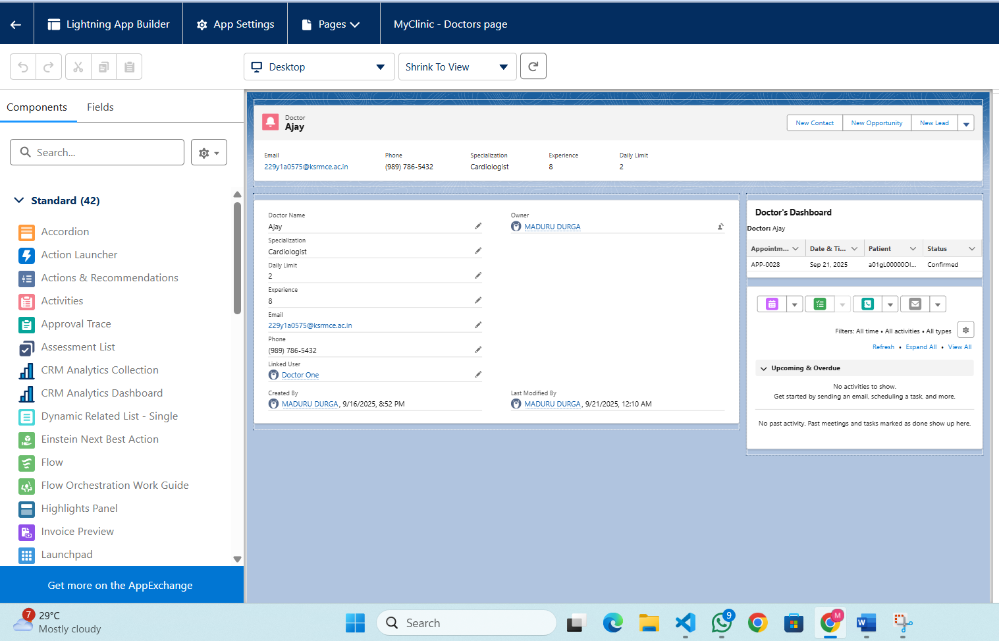 Lightning App Builder
App Settings
Pages
MyClinic - Doctors page
Desktop
Shrink To View
Components
Fields
Search...
Standard (42)
Accordion
Action Launcher
Actions & Recommendations
Activities
Approval Trace
Assessment List
CRM Analytics Collection
CRM Analytics Dashboard
Dynamic Related List - Single
Einstein Next Best Action
Flow
Flow Orchestration Work Guide
Highlights Panel
Invoice Preview
Launchpad
Get more on the AppExchange
Doctor
Ajay
New Contact
New Opportunity
New Lead
Email
Phone
Specialization
Experience
Daily Limit
229y1a0575@ksrmce.ac.in
(989) 786-5432
Cardiologist
8
2
Doctor Name
Ajay
Specialization
Cardiologist
Daily Limit
2
Experience
8
Email
229y1a0575@ksrmce.ac.in
Phone
(989) 786-5432
Linked User
Doctor One
Created By
MADURU DURGA, 9/16/2025, 8:52 PM
Owner
MADURU DURGA
Last Modified By
MADURU DURGA, 9/21/2025, 12:10 AM
Doctor's Dashboard
Doctor: Ajay
Appointm...
Date & Ti...
Patient
Status
APP-0028
Sep 21, 2025
a01gL00000OI...
Confirmed
Filters: All time • All activities • All types
Refresh • Expand All • View All
Upcoming & Overdue
No activities to show.
Get started by sending an email, scheduling a task, and more.
No past activity. Past meetings and tasks marked as done show up here.
7
29°C
Mostly cloudy
Search
9
M
W